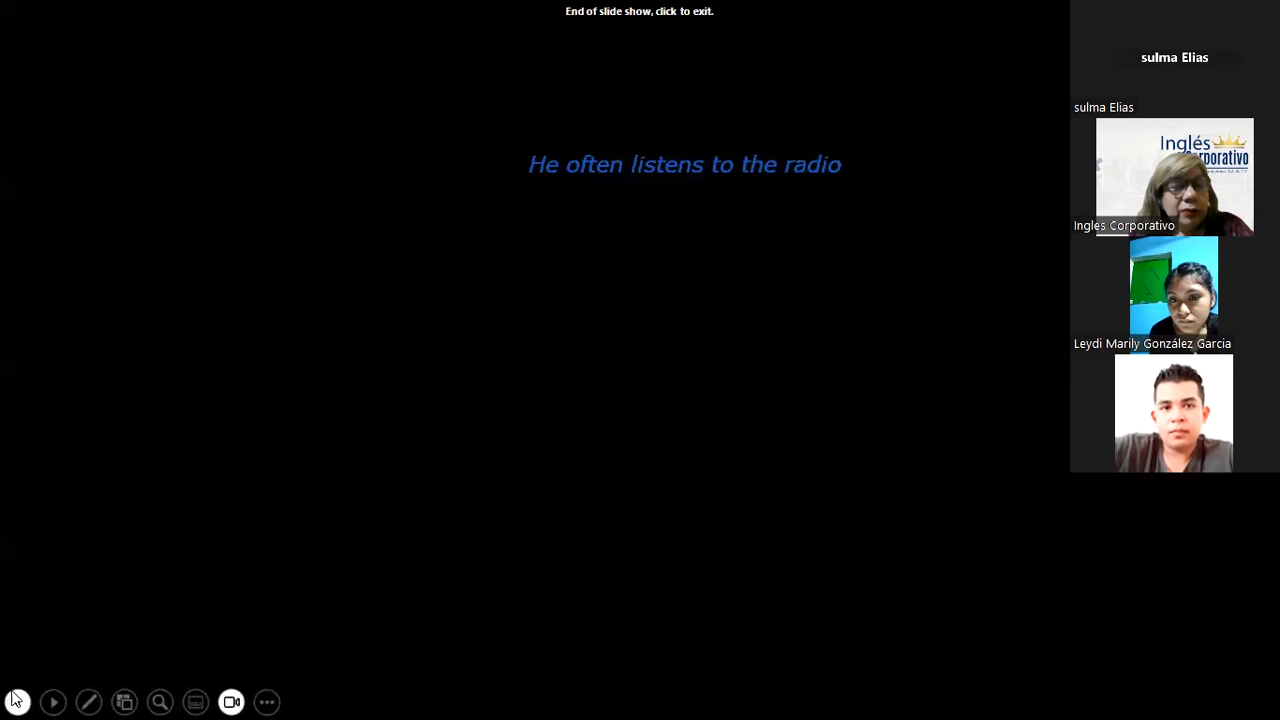 End of slide show, click to exit.
He often listens to the radio
sulma Elias
sulma Elias
Inglés
Corporativo
Ingles Corporativo
Leydi Marily González Garcia